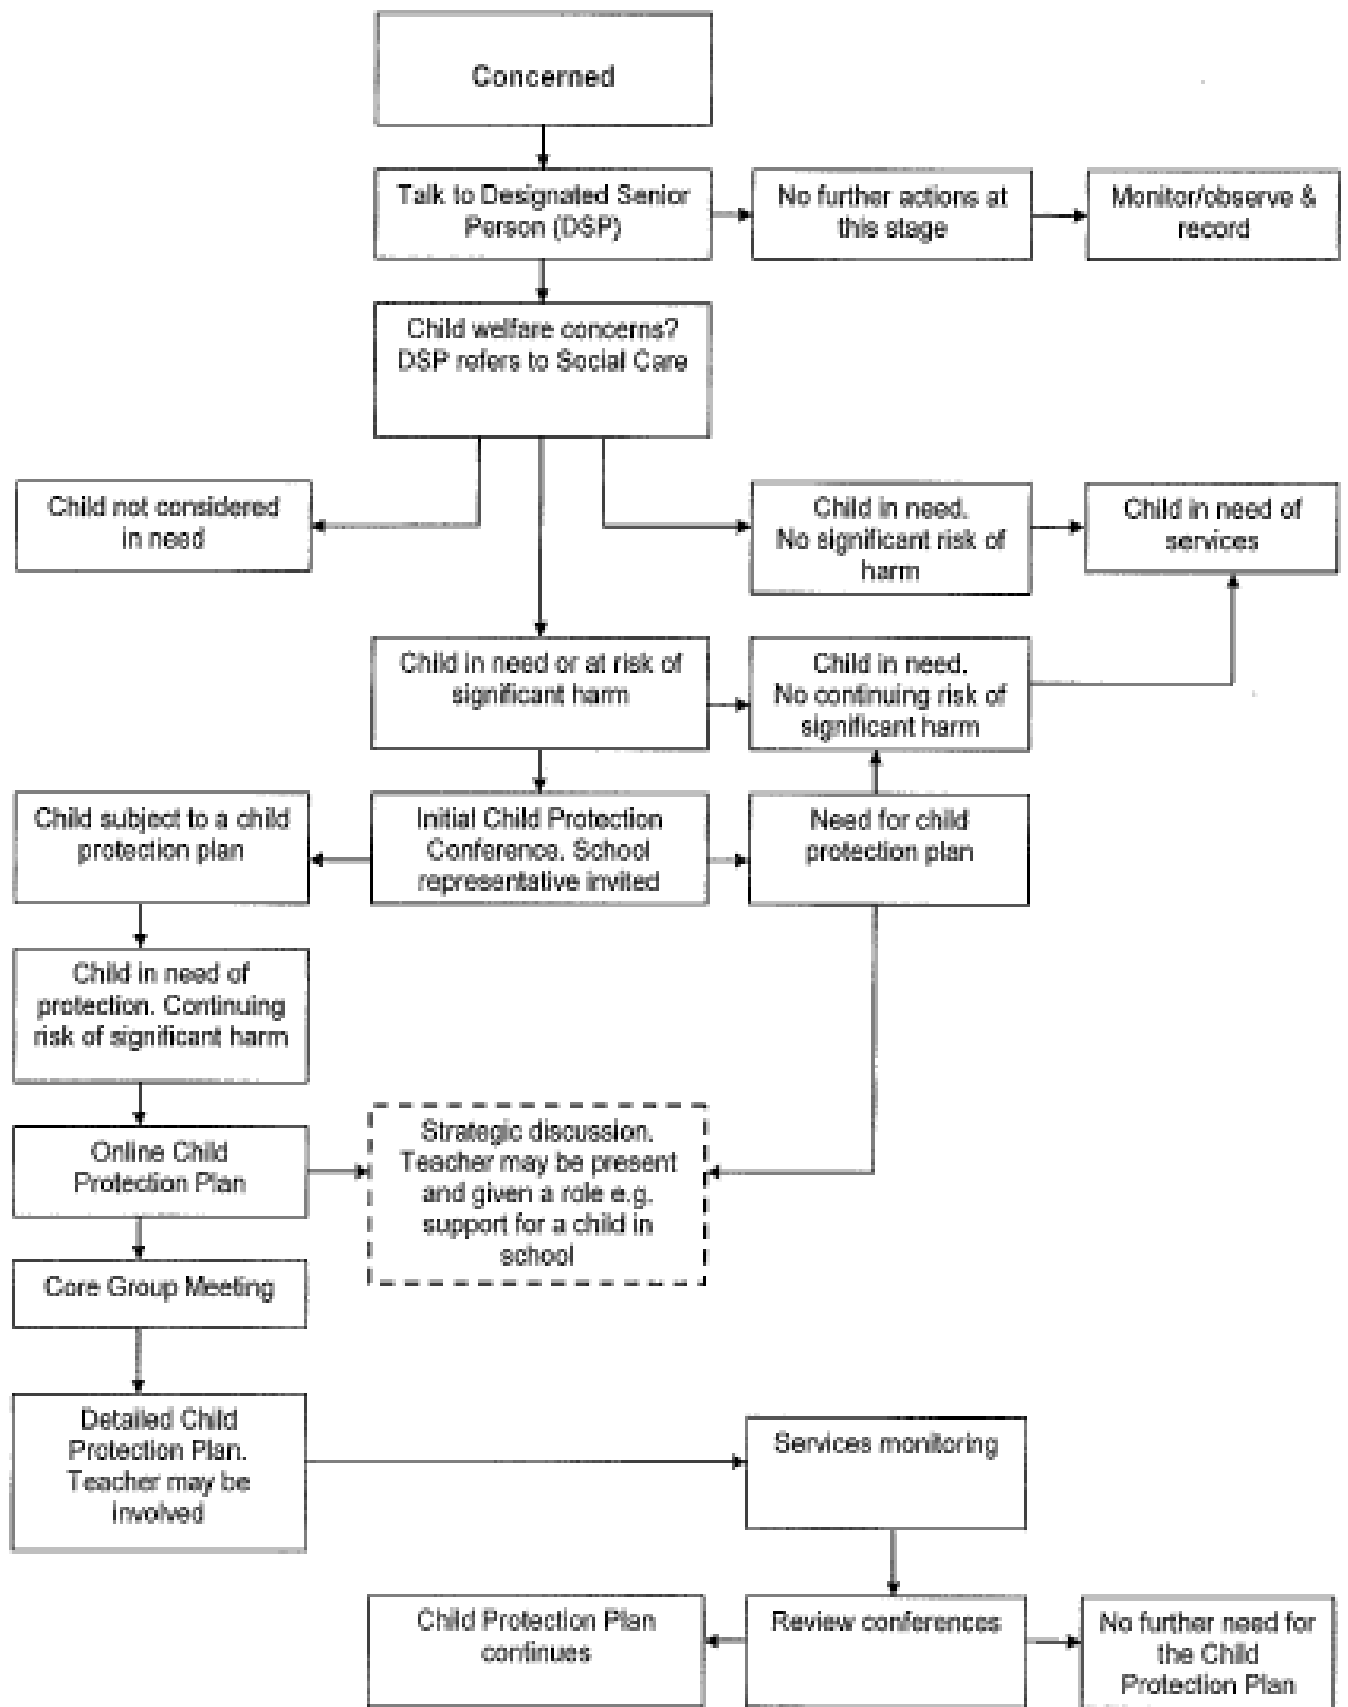 Concerned
Talk to Designated Senior
Person (DSP)
No further actions at
this stage
Monitor/observe &
record
Child welfare concerns?
DSP refers to Social Care
Child not considered
in need
Child in need.
No significant risk of
harm
Child in need of
services
Child in need or at risk of
significant harm
Child in need.
No continuing risk of
significant harm
Child subject to a child
protection plan
Initial Child Protection
Conference. School
representative invited
Need for child
protection plan
Child in need of
protection. Continuing
risk of significant harm
Online Child
Protection Plan
Strategic discussion.
Teacher may be present
and given a role e.g.
support for a child in
school
Core Group Meeting
Detailed Child
Protection Plan.
Teacher may be
involved
Services monitoring
Child Protection Plan
continues
Review conferences
No further need for
the Child
Protection Plan